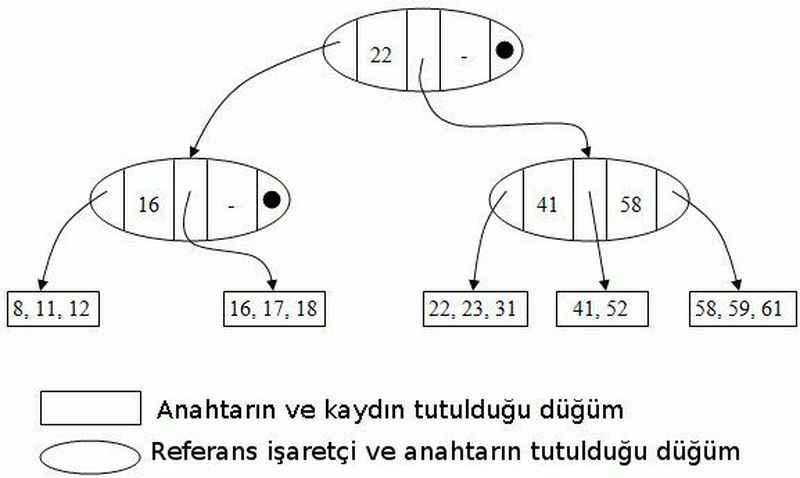 22 -
16 -
41 58
8, 11, 12
16, 17, 18
22, 23, 31
41, 52
58, 59, 61
Anahtarın ve kaydın tutulduğu düğüm
Referans işaretçi ve anahtarın tutulduğu düğüm